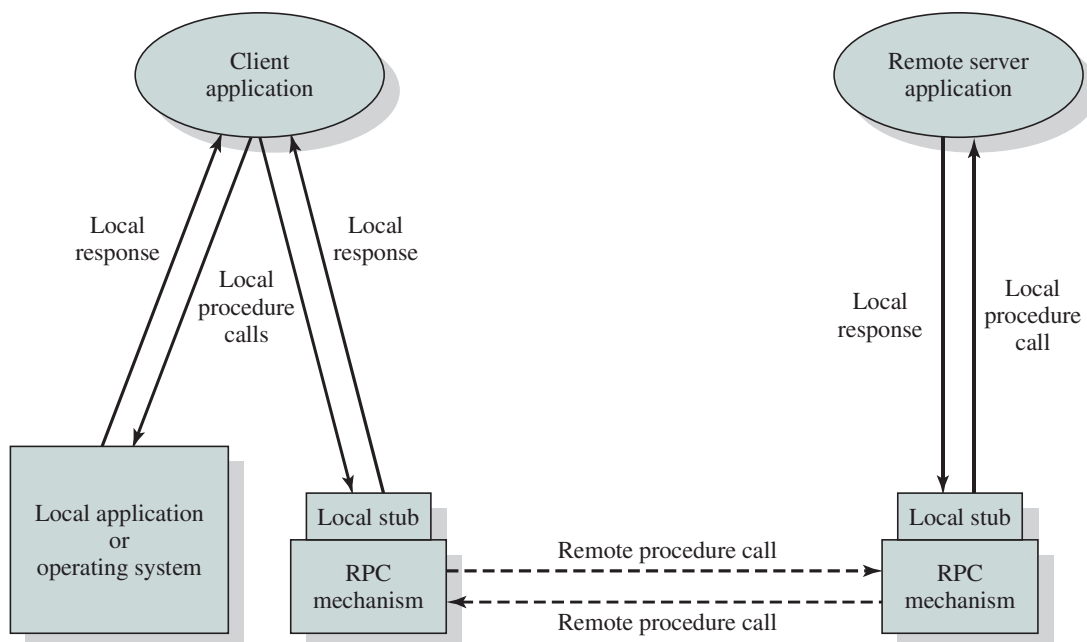 Client
application
Remote server
application
Local
response
Local
procedure
calls
Local
response
Local
response
Local
procedure
call
Local application
or
operating system
Local stub
RPC
mechanism
Remote procedure call
Remote procedure call
Local stub
RPC
mechanism